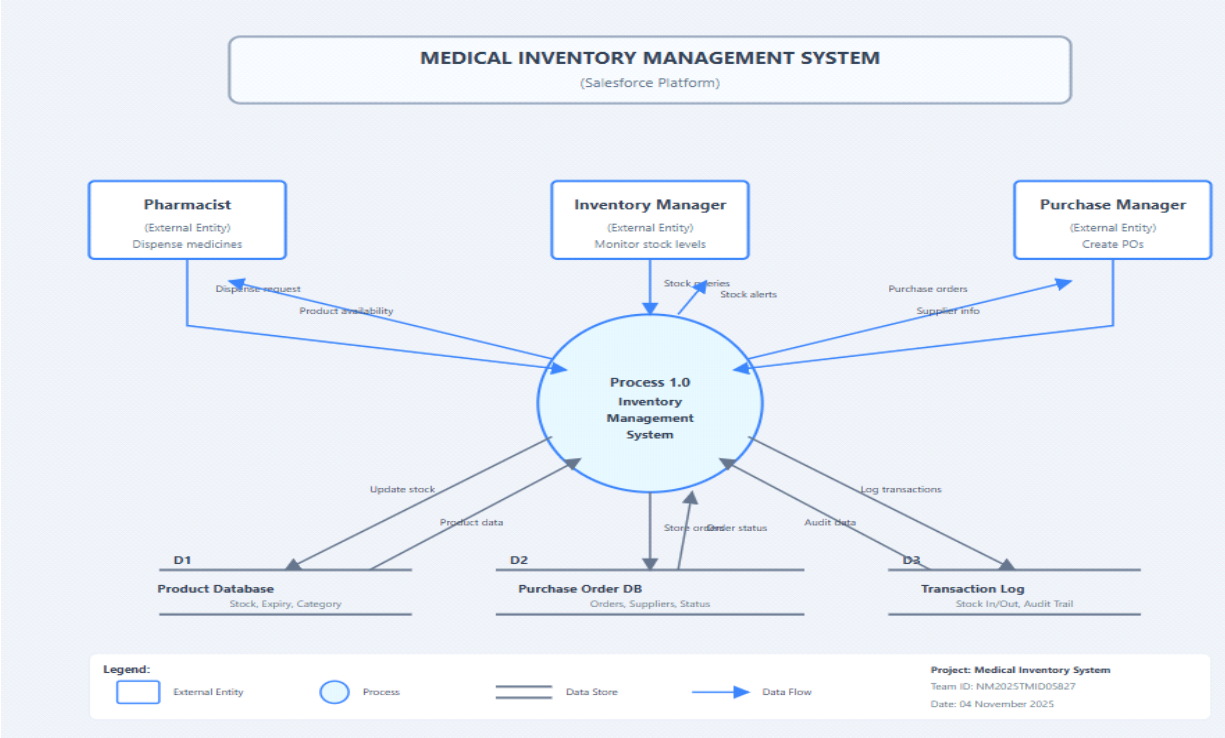 MEDICAL INVENTORY MANAGEMENT SYSTEM
(Salesforce Platform)
Pharmacist
(External Entity)
Dispense medicines
Inventory Manager
(External Entity)
Monitor stock levels
Purchase Manager
(External Entity)
Create POs
Dispense request
Product availability
Stock queries
Stock alerts
Purchase orders
Supplier info
Process 1.0
Inventory
Management
System
Update stock
Product data
Store orders
Order status
Log transactions
Audit data
D1
Product Database
Stock, Expiry, Category
D2
Purchase Order DB
Orders, Suppliers, Status
D3
Transaction Log
Stock In/Out, Audit Trail
Legend:
External Entity
Process
Data Store
Data Flow
Project: Medical Inventory System
Team ID: NM2025TMID05827
Date: 04 November 2025